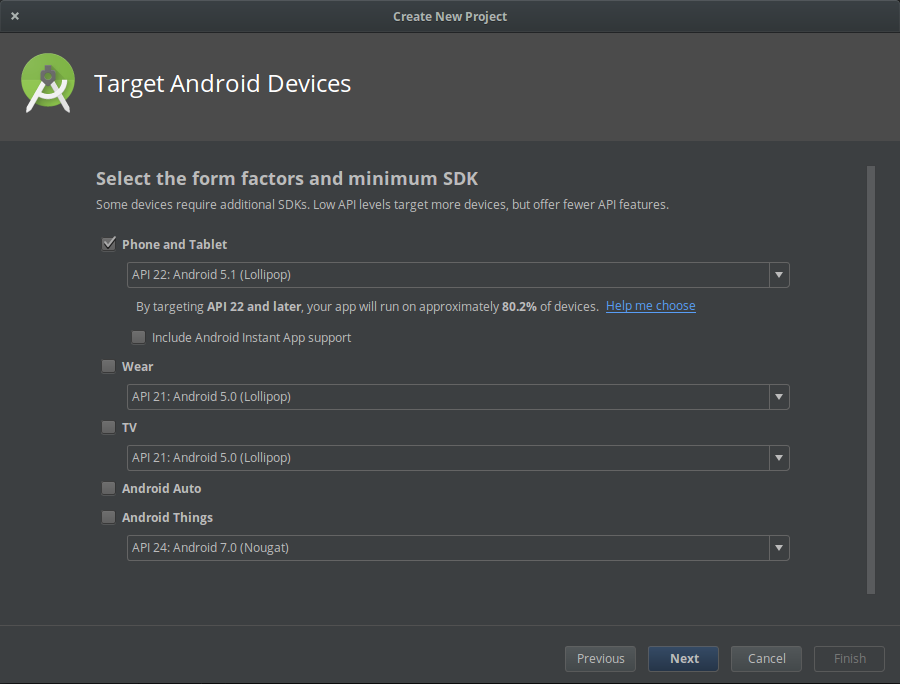 Create New Project
Target Android Devices
Select the form factors and minimum SDK
Some devices require additional SDKs. Low API levels target more devices, but offer fewer API features.
Phone and Tablet
API 22: Android 5.1 (Lollipop)
By targeting API 22 and later, your app will run on approximately 80.2% of devices. Help me choose
Include Android Instant App support
Wear
API 21: Android 5.0 (Lollipop)
TV
API 21: Android 5.0 (Lollipop)
Android Auto
Android Things
API 24: Android 7.0 (Nougat)
Previous Next Cancel Finish